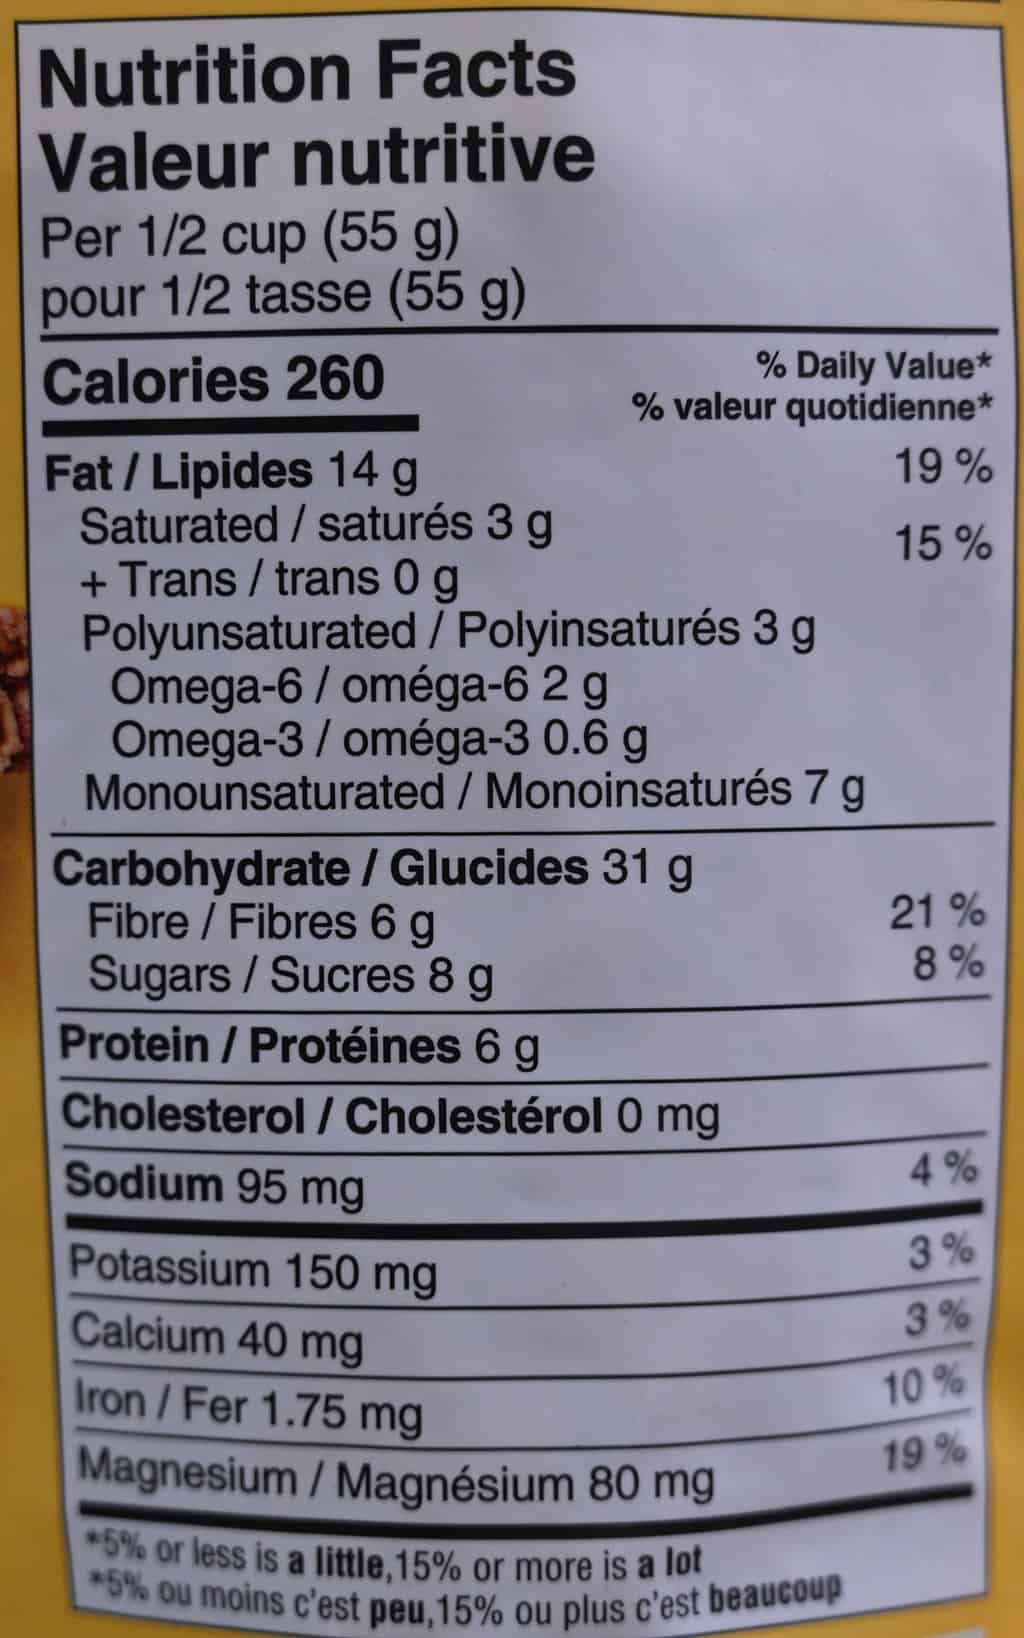 Nutrition Facts
Valeur nutritive
Per 1/2 cup (55 g)
pour 1/2 tasse (55 g)
Calories 260
% Daily Value*
% valeur quotidienne*
Fat / Lipides 14 g 19 %
Saturated / saturés 3 g 15 %
+ Trans / trans 0 g
Polyunsaturated / Polyinsaturés 3 g
Omega-6 / oméga-6 2 g
Omega-3 / oméga-3 0.6 g
Monounsaturated / Monoinsaturés 7 g
Carbohydrate / Glucides 31 g
Fibre / Fibres 6 g 21 %
Sugars / Sucres 8 g 8 %
Protein / Protéines 6 g
Cholesterol / Cholestérol 0 mg
Sodium 95 mg 4 %
Potassium 150 mg 3 %
Calcium 40 mg 3 %
Iron / Fer 1.75 mg 10 %
Magnesium / Magnésium 80 mg 19 %
*5% or less is a little,15% or more is a lot
*5% ou moins c'est peu,15% ou plus c'est beaucoup